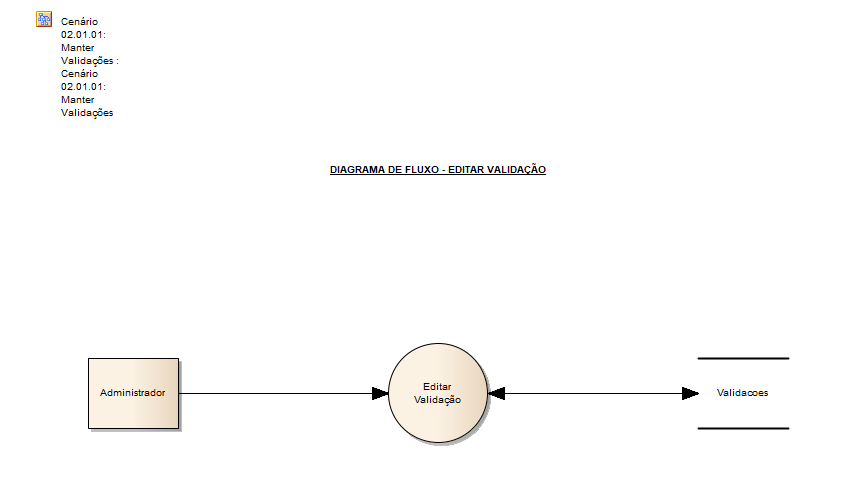 Cenário
02.01.01:
Manter
Validações :
Cenário
02.01.01:
Manter
Validações
DIAGRAMA DE FLUXO - EDITAR VALIDAÇÃO
Administrador
Editar
Validação
Validacoes